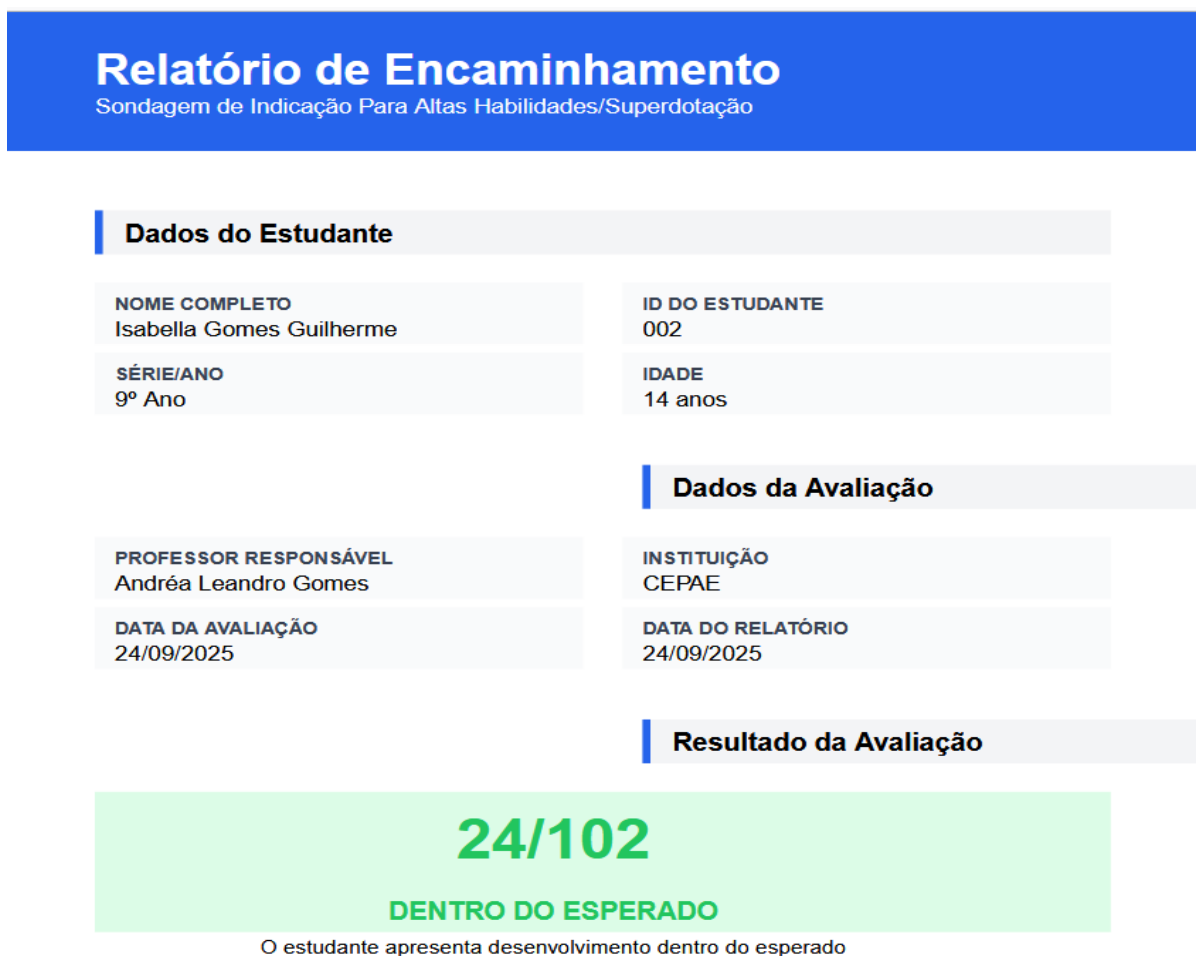 Relatório de Encaminhamento
Sondagem de Indicação Para Altas Habilidades/Superdotação
Dados do Estudante
NOME COMPLETO
Isabella Gomes Guilherme
ID DO ESTUDANTE
002
SÉRIE/ANO
9º Ano
IDADE
14 anos
Dados da Avaliação
PROFESSOR RESPONSÁVEL
Andréa Leandro Gomes
INSTITUIÇÃO
CEPAE
DATA DA AVALIAÇÃO
24/09/2025
DATA DO RELATÓRIO
24/09/2025
Resultado da Avaliação
24/102
DENTRO DO ESPERADO
O estudante apresenta desenvolvimento dentro do esperado